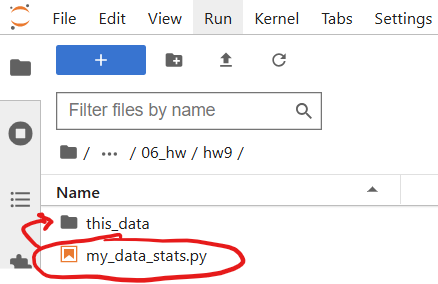 File Edit View Run Kernel Tabs Settings
+
Filter files by name
/ ··· / 06_hw / hw9 /
Name
this_data
my_data_stats.py